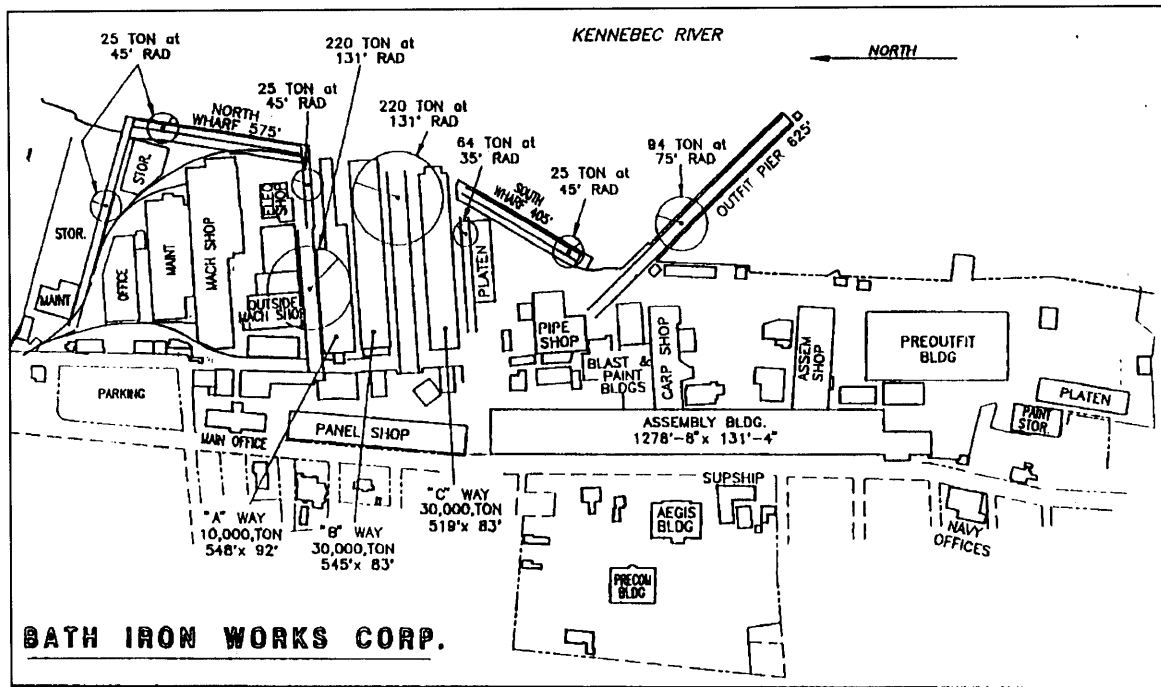 KENNEBEC RIVER
NORTH
25 TON at
45' RAD
220 TON at
131' RAD
25 TON at
45' RAD
NORTH
WHARF 575'
220 TON at
131' RAD
64 TON at
35' RAD
94 TON at
75' RAD
25 TON at
45' RAD
OUTFIT PIER 625'
SOUTH
WHARF 405'
STOR.
STOR.
ELEC
SHOP
MAINT
OFFICE
MAINT
MACH SHOP
OUTSIDE
MACH SHOP
PLATEN
PIPE
SHOP
BLAST &
PAINT BLDGS
CARP SHOP
ASSEM
SHOP
PREOUTFIT
BLDG
PLATEN
PAINT
STOR.
PARKING
MAIN OFFICE
PANEL SHOP
ASSEMBLY BLDG.
1278'-8" x 131'-4"
"A" WAY
10,000,TON
548'x 92'
"B" WAY
30,000,TON
545'x 83'
"C" WAY
30,000,TON
519'x 83'
SUPSHIP
AEGIS
BLDG
NAVY
OFFICES
PRECOM
BLDG
BATH IRON WORKS CORP.